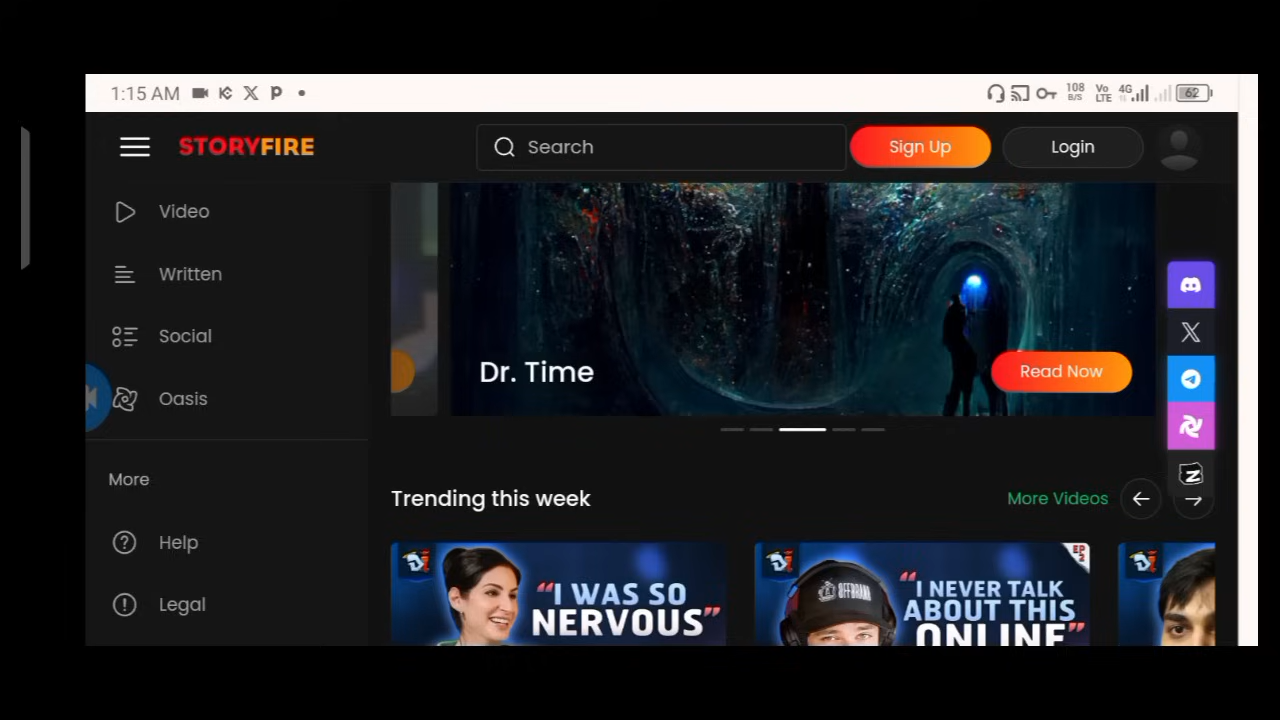 1:15 AM
108
B/S
Vo
LTE
4G
62
STORYFIRE
Search
Sign Up
Login
Video
Written
Social
Oasis
More
Help
Legal
Dr. Time
Read Now
Trending this week
More Videos
"I WAS SO
NERVOUS"
EP
2
OFFBRAND
"I NEVER TALK
ABOUT THIS
ONLINE"